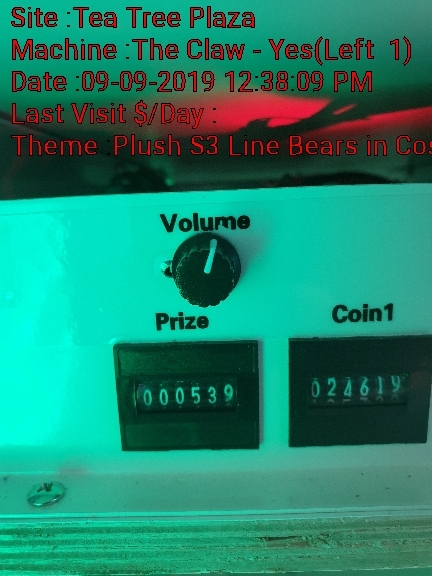 Site :Tea Tree Plaza
Machine :The Claw - Yes(Left 1)
Date :09-09-2019 12:38:09 PM
Last Visit $/Day :
Theme :Plush S3 Line Bears in Cos
Volume
Prize
Coin1
000539
024619